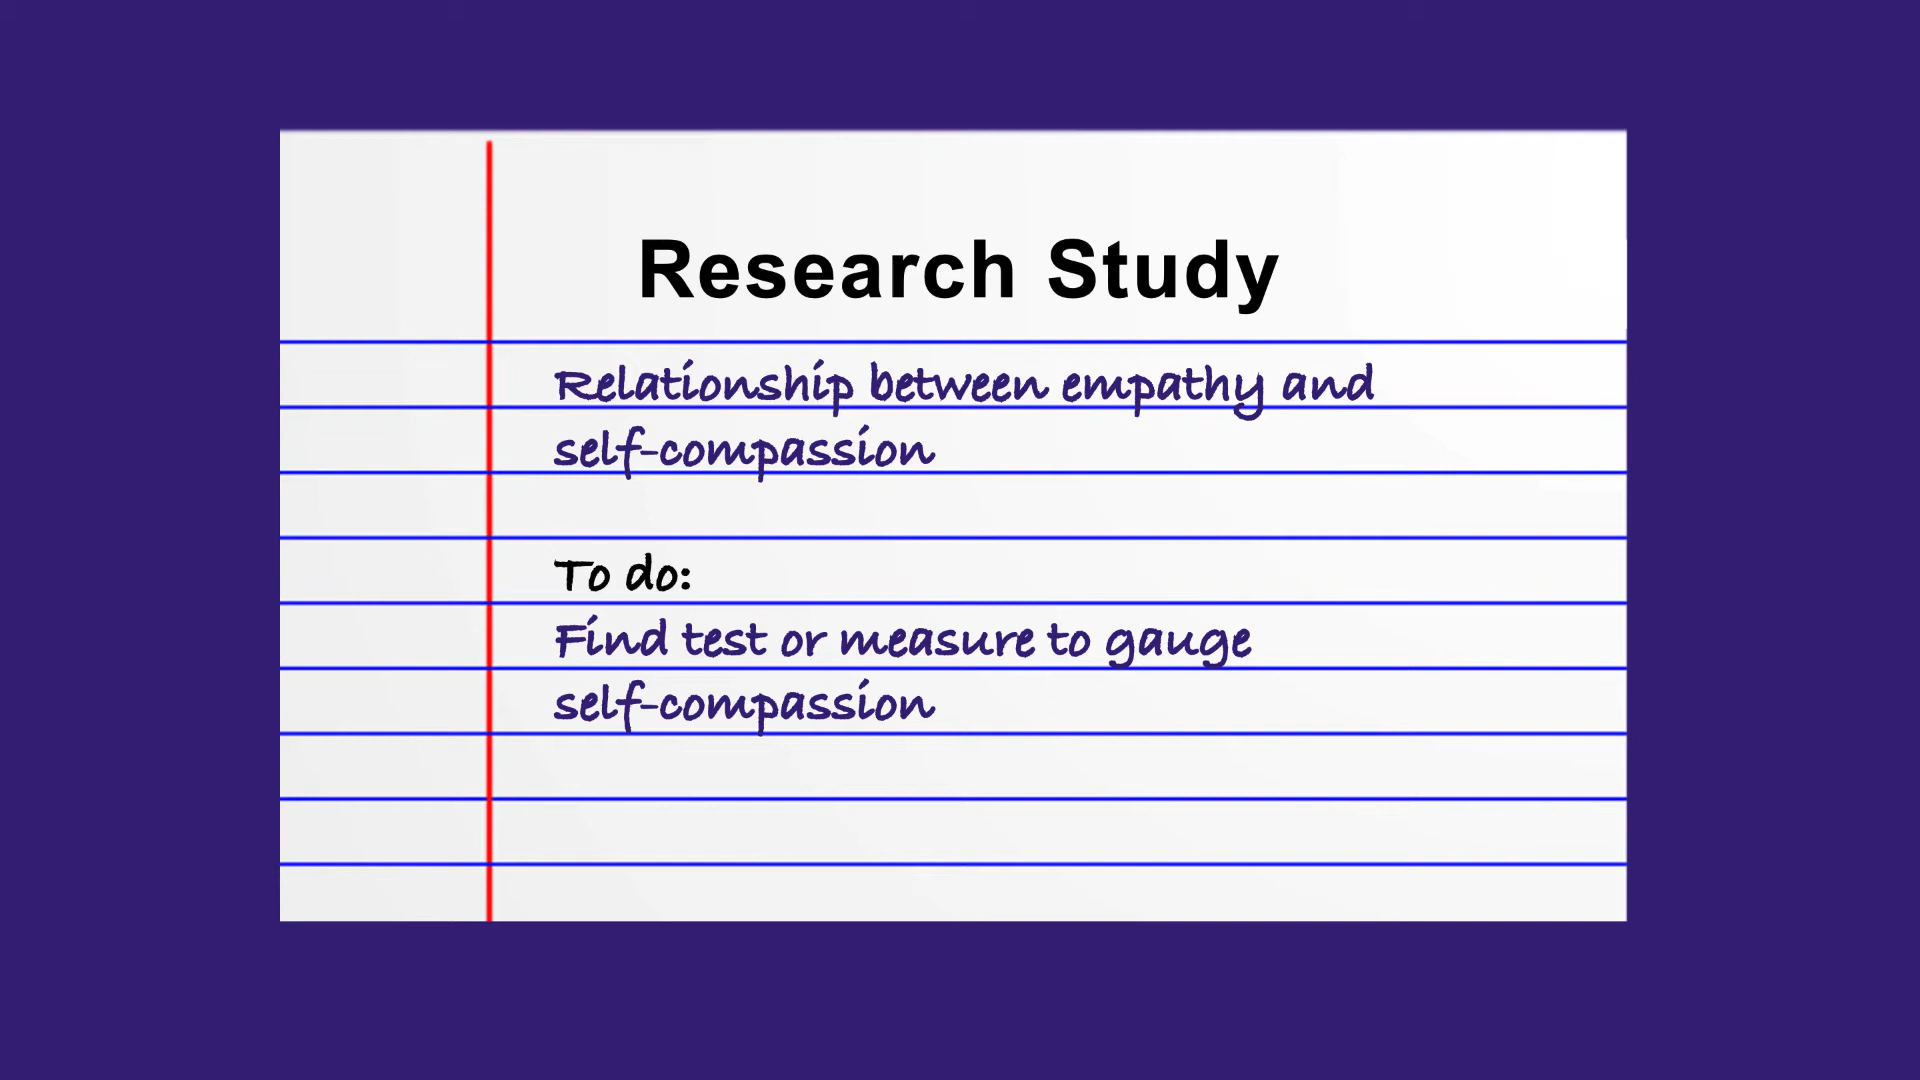 Research Study
Relationship between empathy and
self-compassion
To do:
Find test or measure to gauge
self-compassion